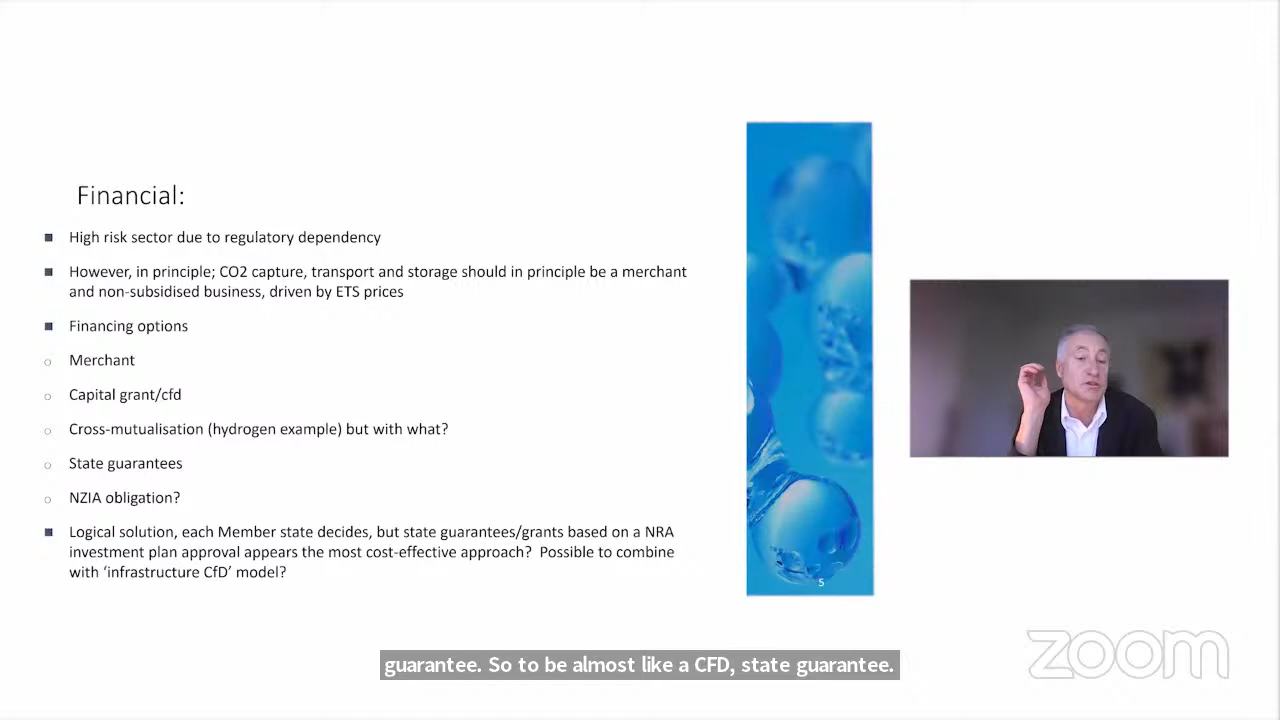 Financial:
■ High risk sector due to regulatory dependency
■ However, in principle; CO2 capture, transport and storage should in principle be a merchant
and non-subsidised business, driven by ETS prices
■ Financing options
○ Merchant
○ Capital grant/cfd
○ Cross-mutualisation (hydrogen example) but with what?
○ State guarantees
○ NZIA obligation?
■ Logical solution, each Member state decides, but state guarantees/grants based on a NRA
investment plan approval appears the most cost-effective approach? Possible to combine
with ‘infrastructure CfD’ model?
5
zoom
guarantee. So to be almost like a CFD, state guarantee.